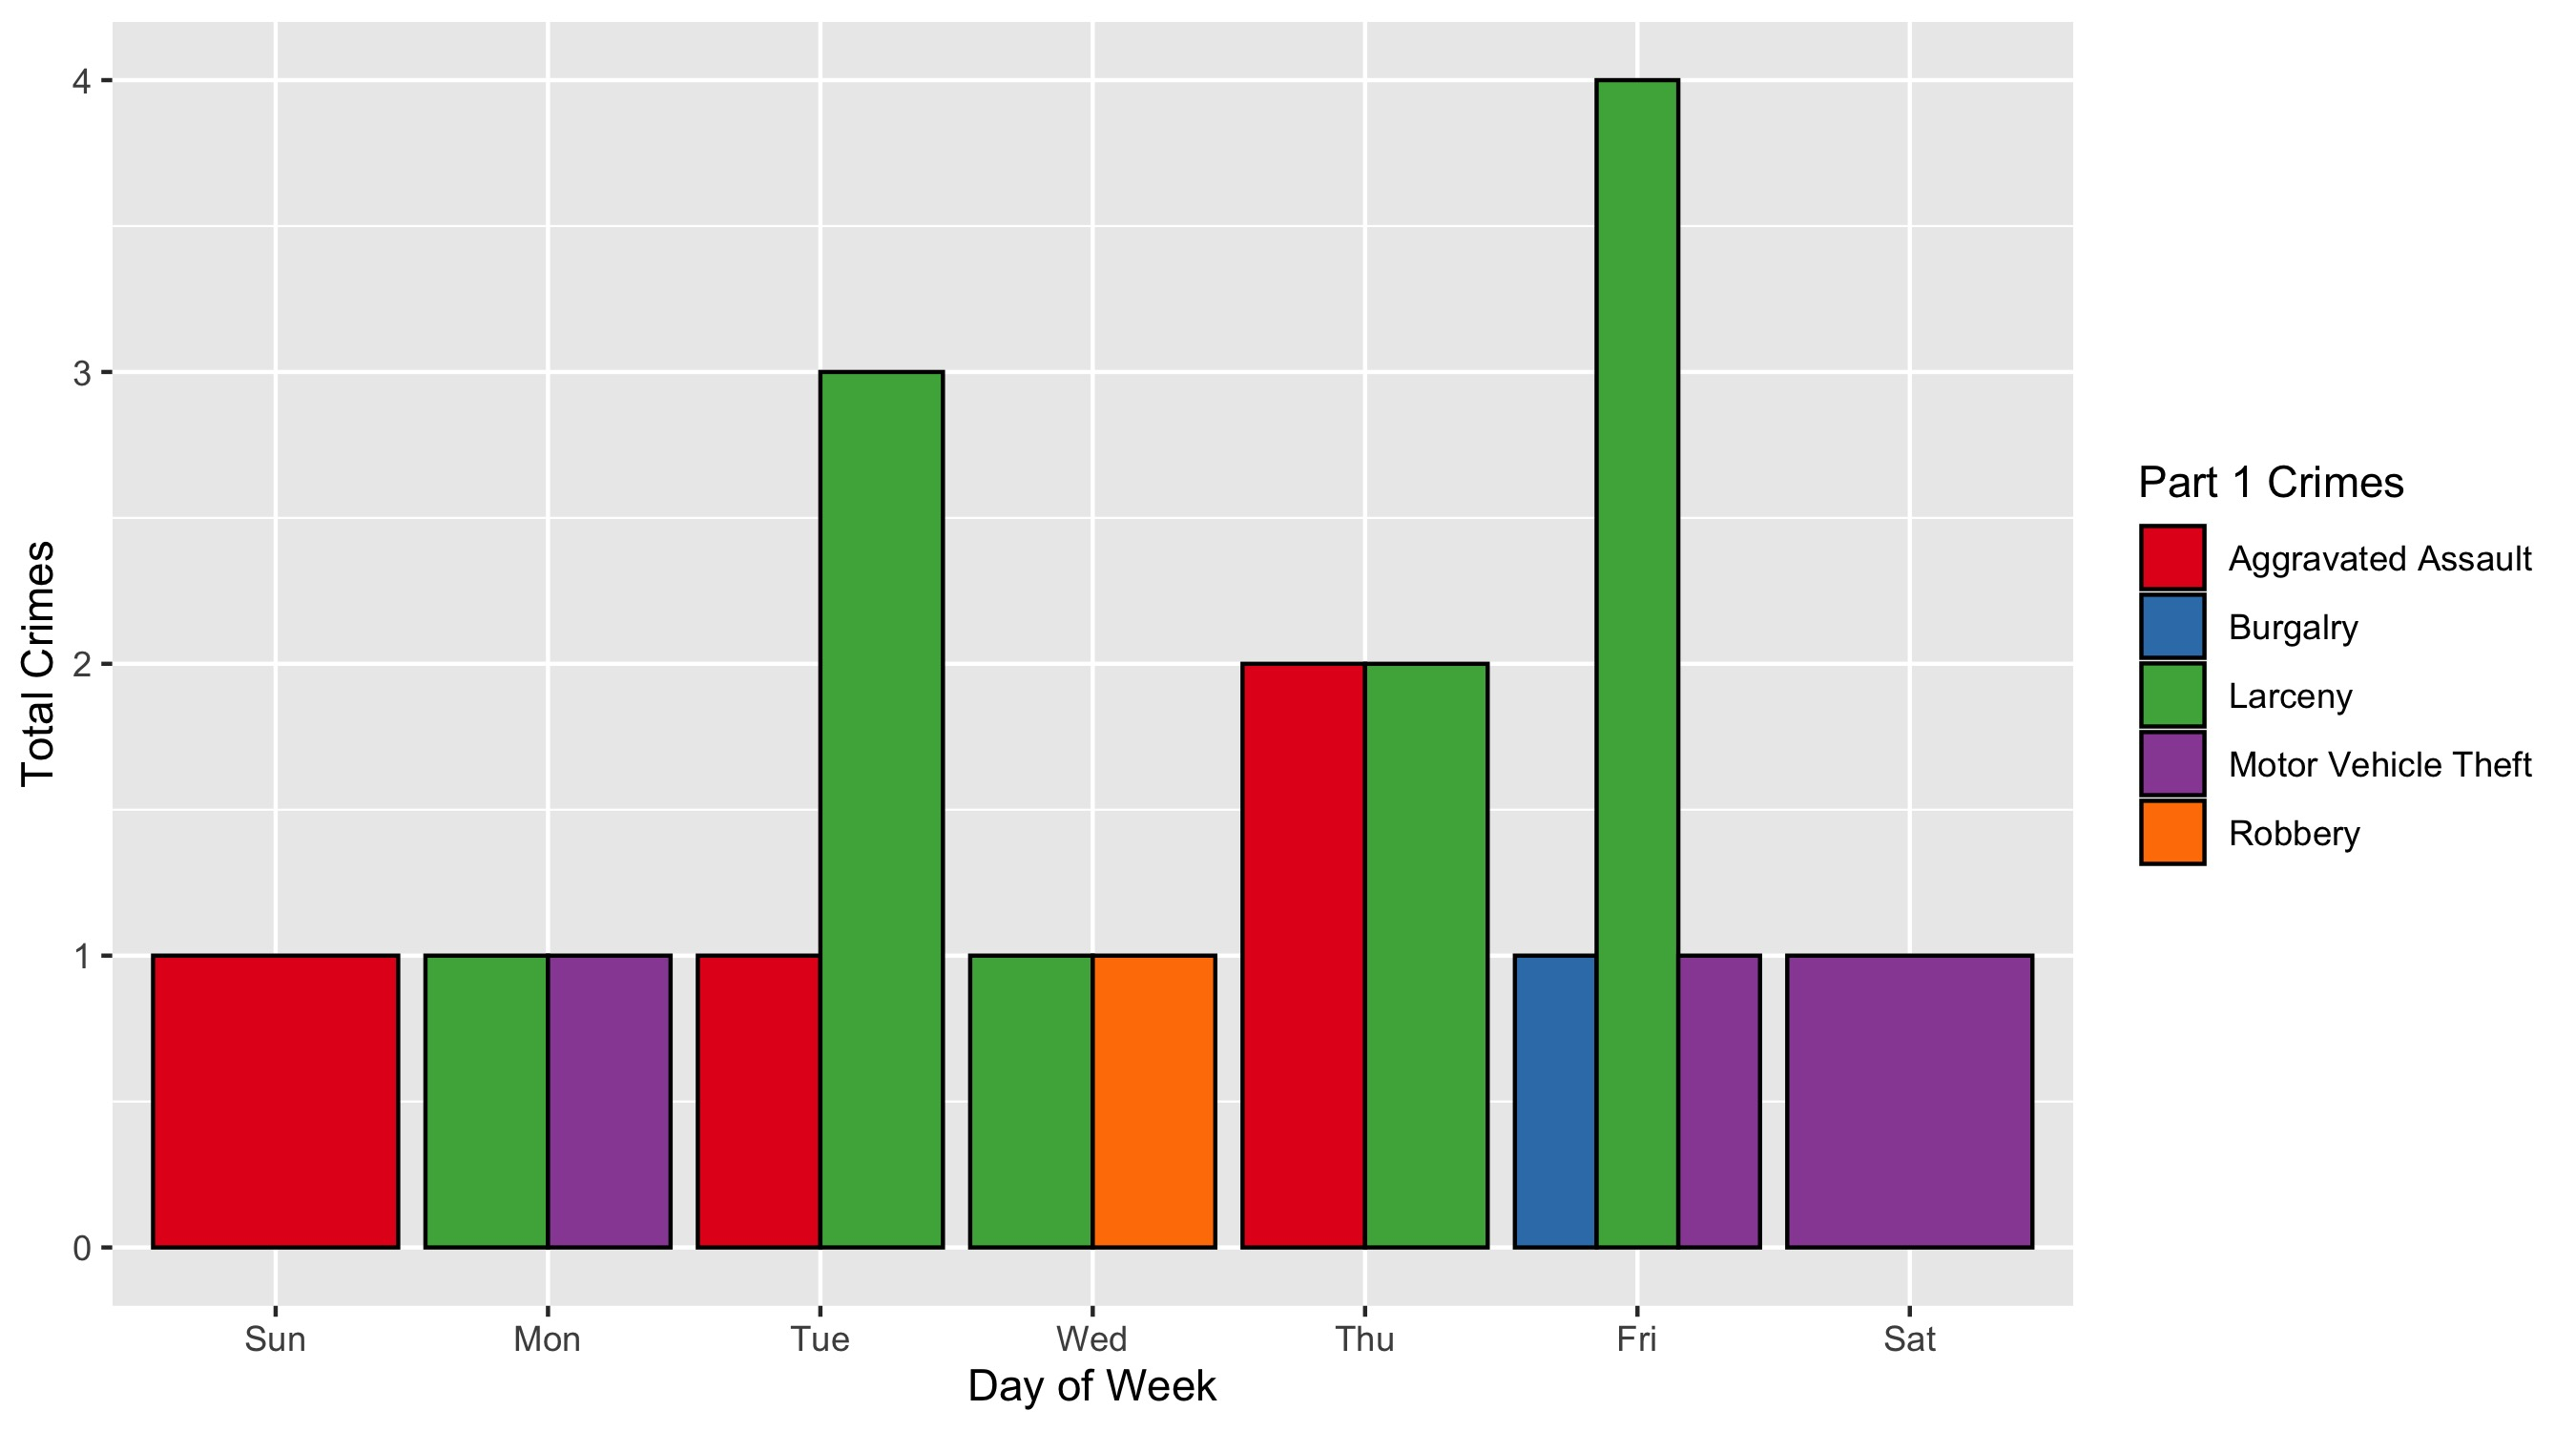 4
3
2
1
0
Total Crimes
Sun Mon Tue Wed Thu Fri Sat
Day of Week
Part 1 Crimes
Aggravated Assault
Burgalry
Larceny
Motor Vehicle Theft
Robbery